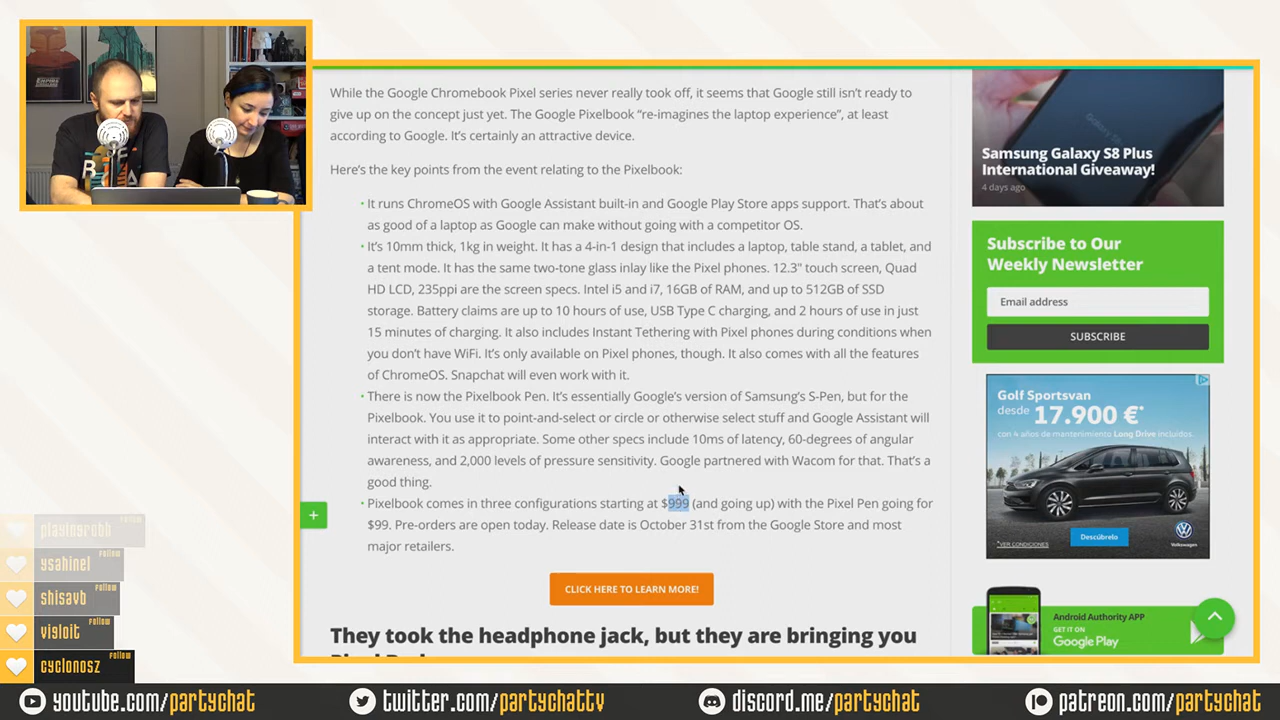 While the Google Chromebook Pixel series never really took off, it seems that Google still isn't ready to
give up on the concept just yet. The Google Pixelbook “re-imagines the laptop experience”, at least
according to Google. It's certainly an attractive device.
Here's the key points from the event relating to the Pixelbook:
• It runs ChromeOS with Google Assistant built-in and Google Play Store apps support. That's about
as good of a laptop as Google can make without going with a competitor OS.
• It's 10mm thick, 1kg in weight. It has a 4-in-1 design that includes a laptop, table stand, a tablet, and
a tent mode. It has the same two-tone glass inlay like the Pixel phones. 12.3" touch screen, Quad
HD LCD, 235ppi are the screen specs. Intel i5 and i7, 16GB of RAM, and up to 512GB of SSD
storage. Battery claims are up to 10 hours of use, USB Type C charging, and 2 hours of use in just
15 minutes of charging. It also includes Instant Tethering with Pixel phones during conditions when
you don't have WiFi. It's only available on Pixel phones, though. It also comes with all the features
of ChromeOS. Snapchat will even work with it.
• There is now the Pixelbook Pen. It's essentially Google's version of Samsung's S-Pen, but for the
Pixelbook. You use it to point-and-select or circle or otherwise select stuff and Google Assistant will
interact with it as appropriate. Some other specs include 10ms of latency, 60-degrees of angular
awareness, and 2,000 levels of pressure sensitivity. Google partnered with Wacom for that. That's a
good thing.
• Pixelbook comes in three configurations starting at $999 (and going up) with the Pixel Pen going for
$99. Pre-orders are open today. Release date is October 31st from the Google Store and most
major retailers.
CLICK HERE TO LEARN MORE!
They took the headphone jack, but they are bringing you
Samsung Galaxy S8 Plus
International Giveaway!
4 days ago
Subscribe to Our
Weekly Newsletter
Email address
SUBSCRIBE
Golf Sportsvan
desde 17.900 €*
con 4 años de mantenimiento Long Drive incluidos.
*VER CONDICIONES
Descúbrelo
Volkswagen
Android Authority APP
GET IT ON
Google Play
playingrobh
ysahinel Follow
shisavb Follow
visloit Follow
cyclonosz Follow
youtube.com/partychat
twitter.com/partychattv
discord.me/partychat
patreon.com/partychat